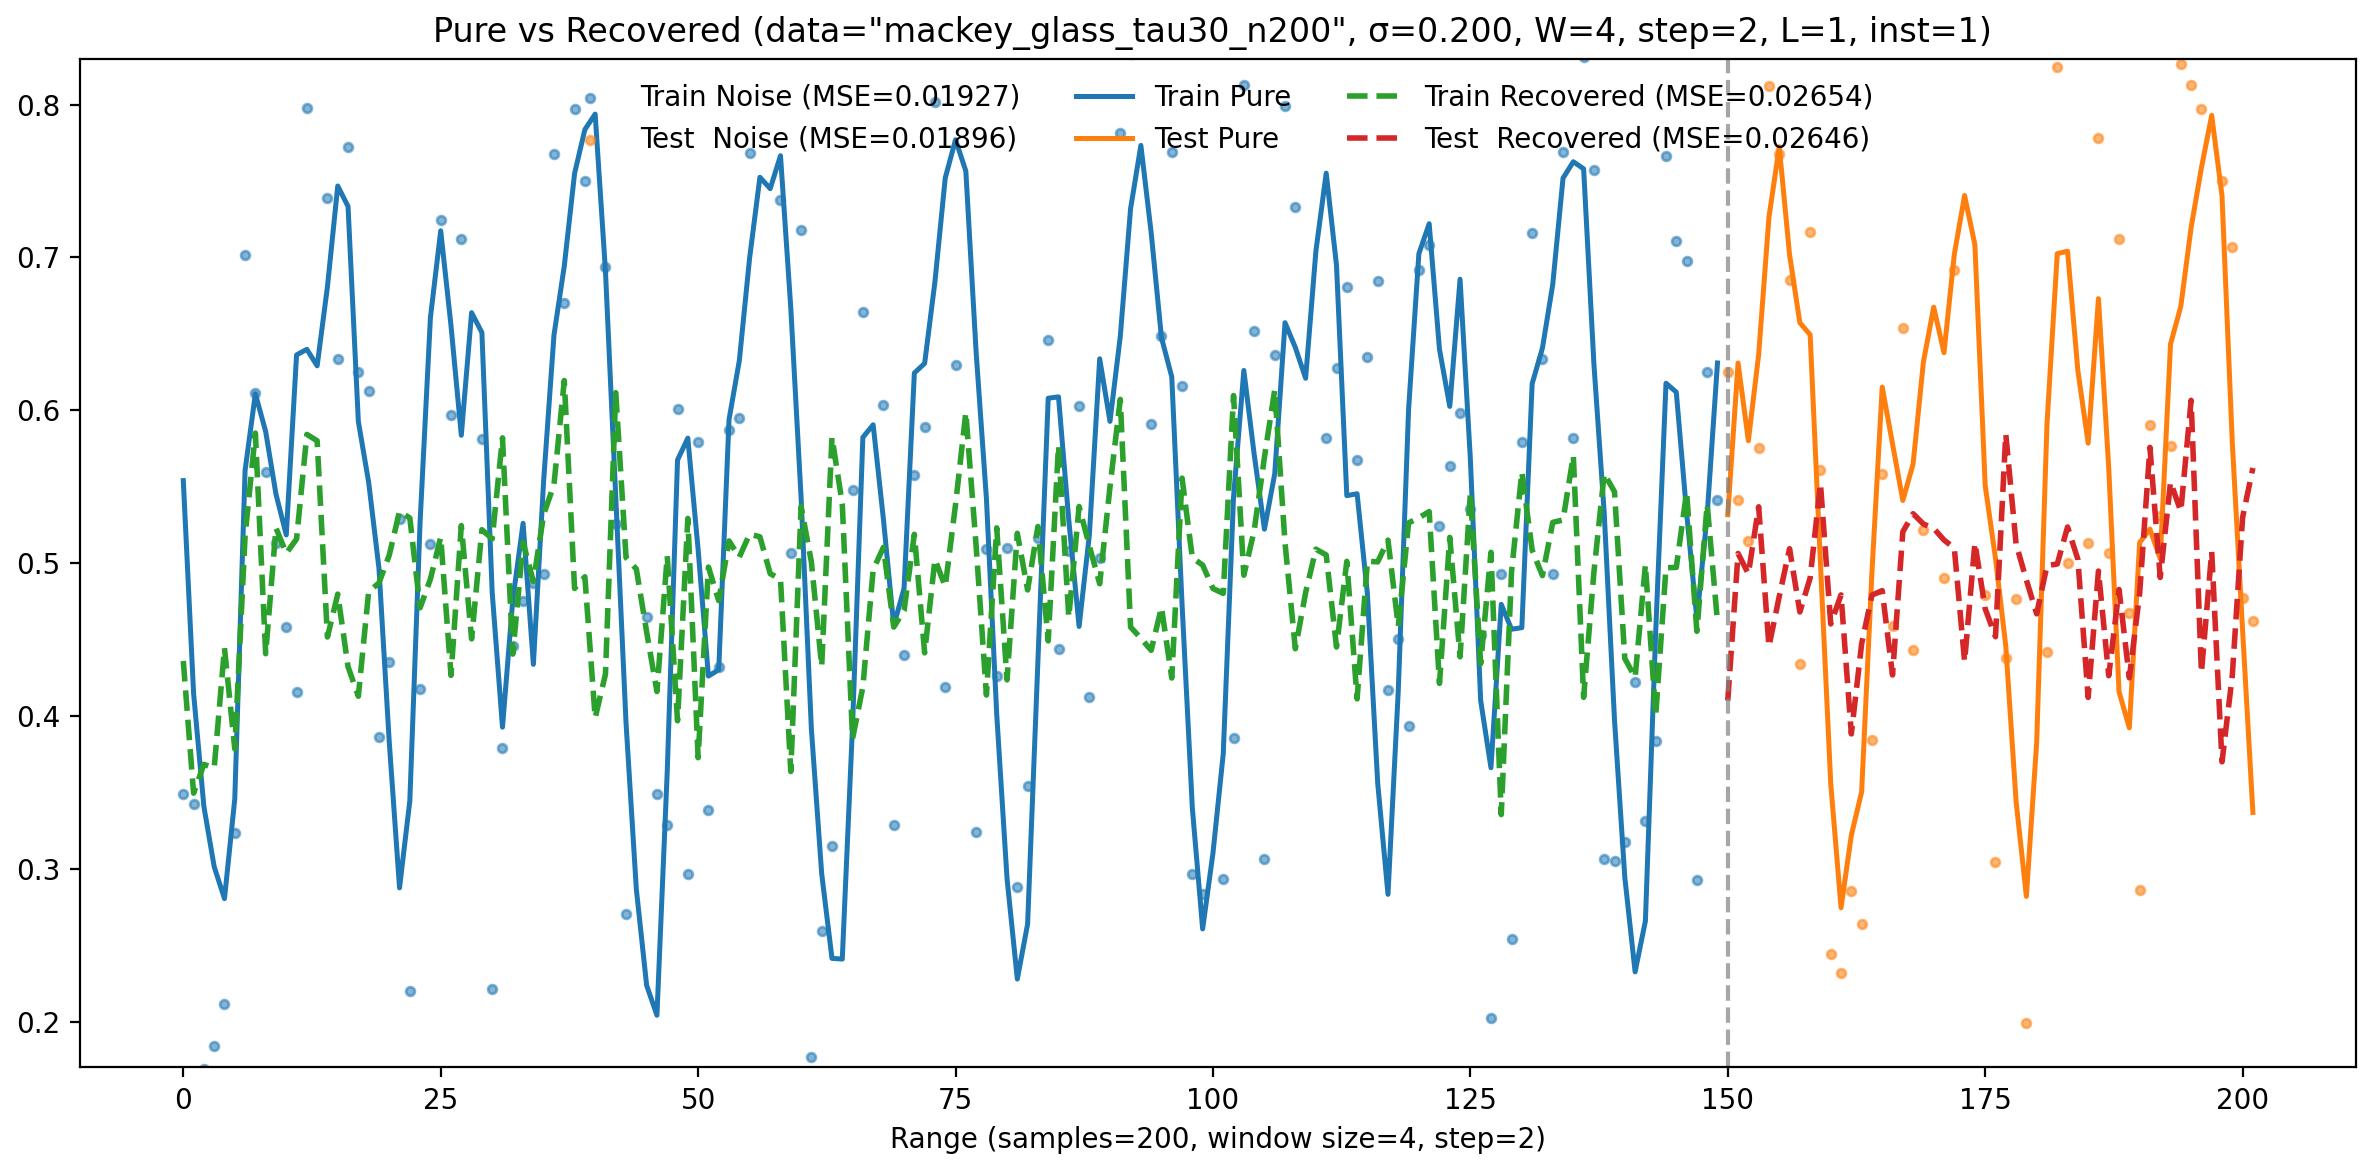 Pure vs Recovered (data="mackey_glass_tau30_n200", σ=0.200, W=4, step=2, L=1, inst=1)
Train Noise (MSE=0.01927) Train Pure Train Recovered (MSE=0.02654)
Test  Noise (MSE=0.01896) Test Pure Test  Recovered (MSE=0.02646)
0.8
0.7
0.6
0.5
0.4
0.3
0.2
0 25 50 75 100 125 150 175 200
Range (samples=200, window size=4, step=2)